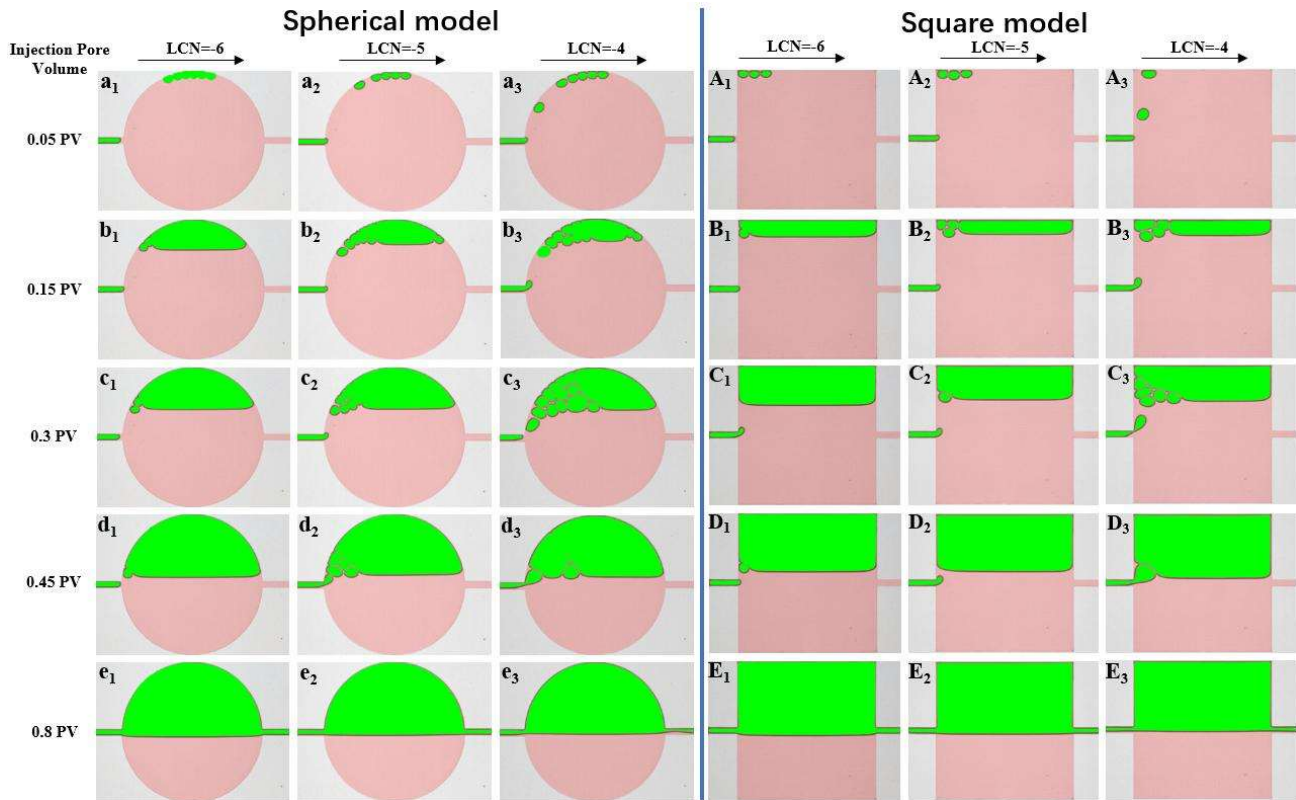 Spherical model
Square model
Injection Pore
Volume
LCN=-6
LCN=-5
LCN=-4
LCN=-6
LCN=-5
LCN=-4
a1
a2
a3
A1
A2
A3
0.05 PV
b1
b2
b3
B1
B2
B3
0.15 PV
c1
c2
c3
C1
C2
C3
0.3 PV
d1
d2
d3
D1
D2
D3
0.45 PV
e1
e2
e3
E1
E2
E3
0.8 PV